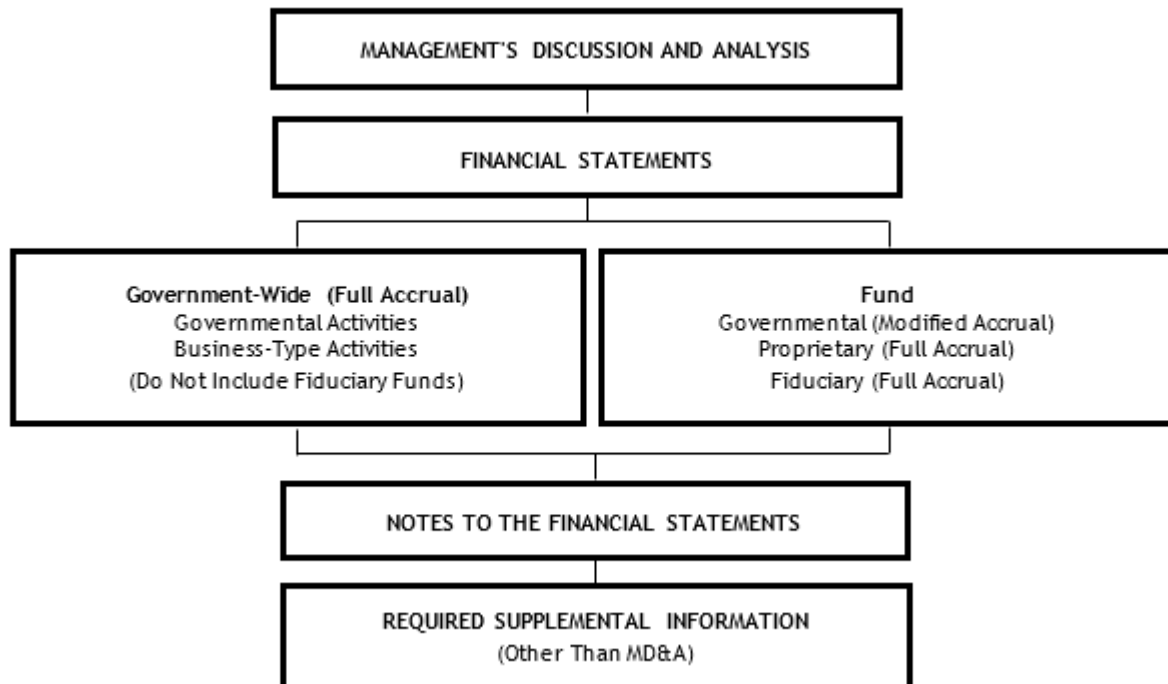 MANAGEMENT'S DISCUSSION AND ANALYSIS
FINANCIAL STATEMENTS
Government-Wide (Full Accrual)
Governmental Activities
Business-Type Activities
(Do Not Include Fiduciary Funds)
Fund
Governmental (Modified Accrual)
Proprietary (Full Accrual)
Fiduciary (Full Accrual)
NOTES TO THE FINANCIAL STATEMENTS
REQUIRED SUPPLEMENTAL INFORMATION
(Other Than MD&A)